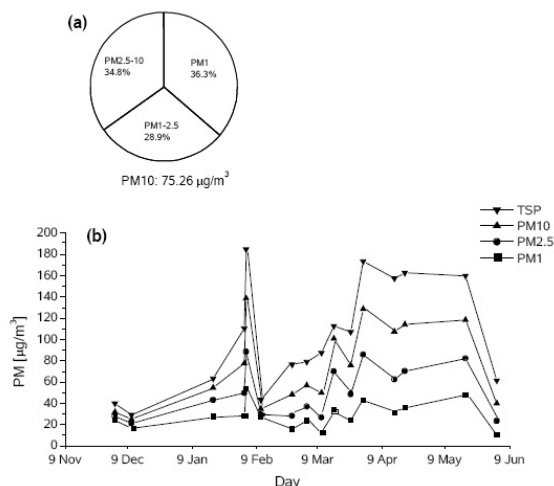 (a)
PM2.5-10
34.8%
PM1
36.3%
PM1-2.5
28.9%
PM10: 75.26 µg/m³
(b)
TSP
PM10
PM2.5
PM1
PM [µg/m³]
200
180
160
140
120
100
80
60
40
20
0
9 Nov 9 Dec 9 Jan 9 Feb 9 Mar 9 Apr 9 May 9 Jun
Day